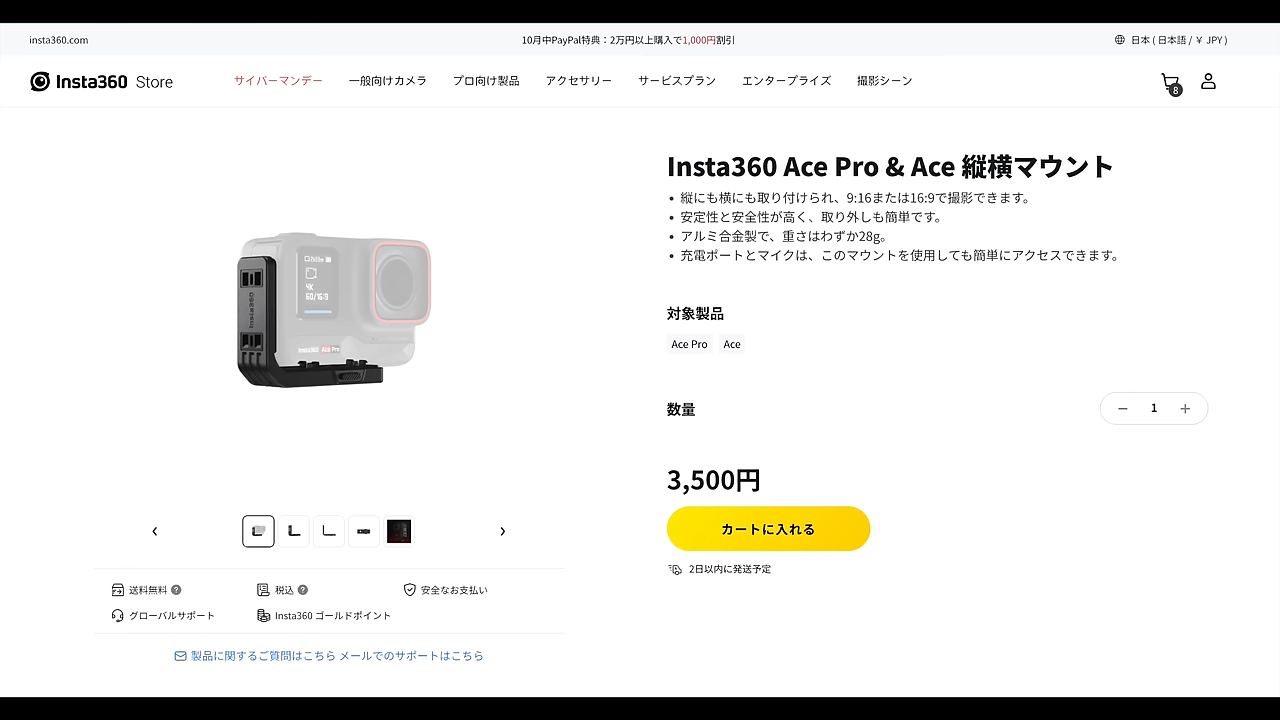 insta360.com
10月中PayPal特典：2万円以上購入で1,000円割引
日本 ( 日本語 / ￥ JPY )
Insta360 Store
サイバーマンデー
一般向けカメラ
プロ向け製品
アクセサリー
サービスプラン
エンタープライズ
撮影シーン
8
Insta360 Ace Pro & Ace 縦横マウント
• 縦にも横にも取り付けられ、9:16または16:9で撮影できます。
• 安定性と安全性が高く、取り外しも簡単です。
• アルミ合金製で、重さはわずか28g。
• 充電ポートとマイクは、このマウントを使用しても簡単にアクセスできます。
4K
60/16:9
Insta360
Insta360 Ace Pro
対象製品
Ace Pro
Ace
数量
− 1 +
3,500円
カートに入れる
2日以内に発送予定
送料無料 ?
税込 ?
安全なお支払い
グローバルサポート
Insta360 ゴールドポイント
製品に関するご質問はこちら メールでのサポートはこちら